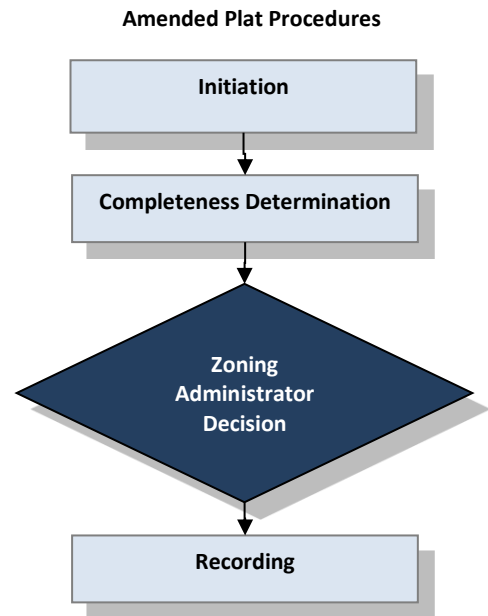 Amended Plat Procedures
Initiation
Completeness Determination
Zoning
Administrator
Decision
Recording